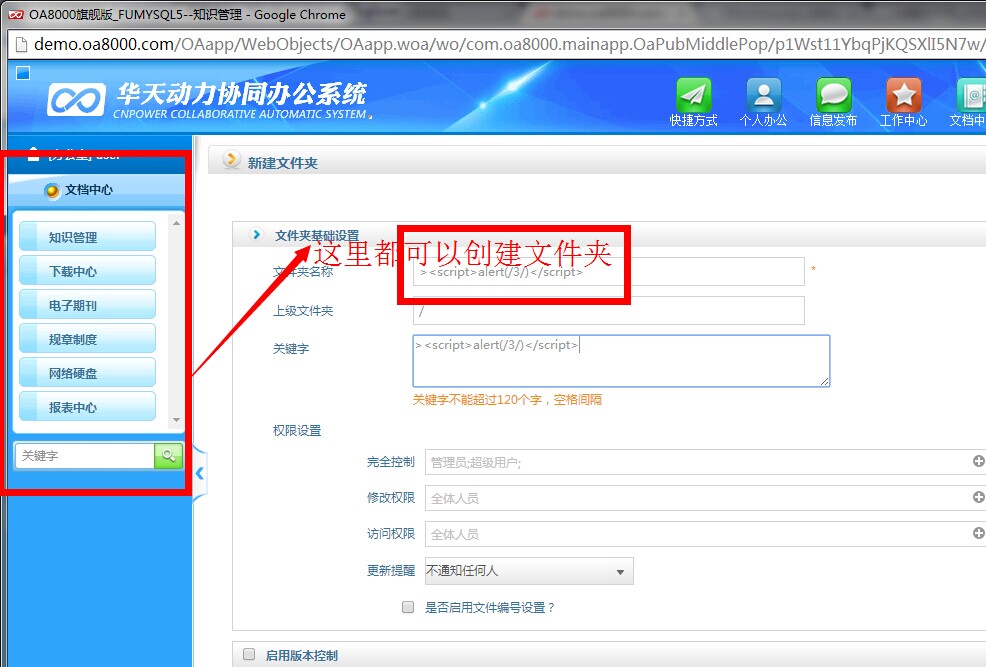 OA8000旗舰版_FUMYSQL5--知识管理 - Google Chrome
demo.oa8000.com/OAapp/WebObjects/OAapp.woa/wo/com.oa8000.mainapp.OaPubMiddlePop/p1Wst11YbqPjKQSXlI5N7w/
华天动力协同办公系统
CNPOWER COLLABORATIVE AUTOMATIC SYSTEM
快捷方式 个人办公 信息发布 工作中心 文档中
文档中心
新建文件夹
知识管理
下载中心
电子期刊
规章制度
网络硬盘
报表中心
关键字
文件夹基础设置
这里都可以创建文件夹
文件夹名称 ><script>alert(/3/)</script> *
上级文件夹 /
关键字 ><script>alert(/3/)</script>
关键字不能超过120个字，空格间隔
权限设置
完全控制 管理员;超级用户;
修改权限 全体人员
访问权限 全体人员
更新提醒 不通知任何人
是否启用文件编号设置？
启用版本控制